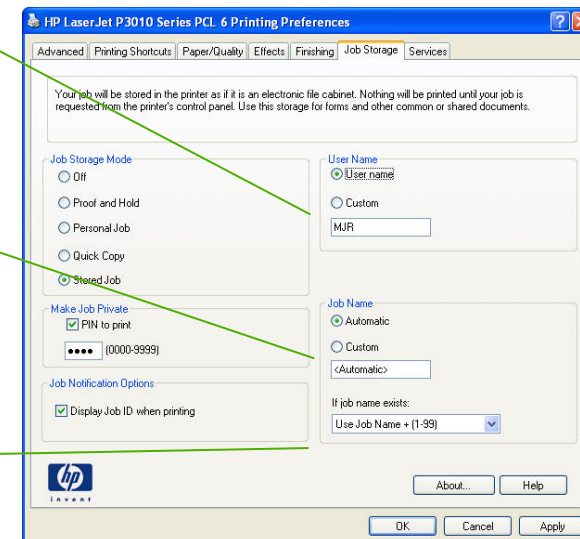 HP LaserJet P3010 Series PCL 6 Printing Preferences
Advanced Printing Shortcuts Paper/Quality Effects Finishing Job Storage Services
Your job will be stored in the printer as if it is an electronic file cabinet. Nothing will be printed until your job is
requested from the printer's control panel. Use this storage for forms and other common or shared documents.
Job Storage Mode
Off
Proof and Hold
Personal Job
Quick Copy
Stored Job
Make Job Private
PIN to print
•••• (0000-9999)
Job Notification Options
Display Job ID when printing
User Name
User name
Custom
MJR
Job Name
Automatic
Custom
<Automatic>
If job name exists:
Use Job Name + (1-99)
hp
invent
About... Help
OK Cancel Apply